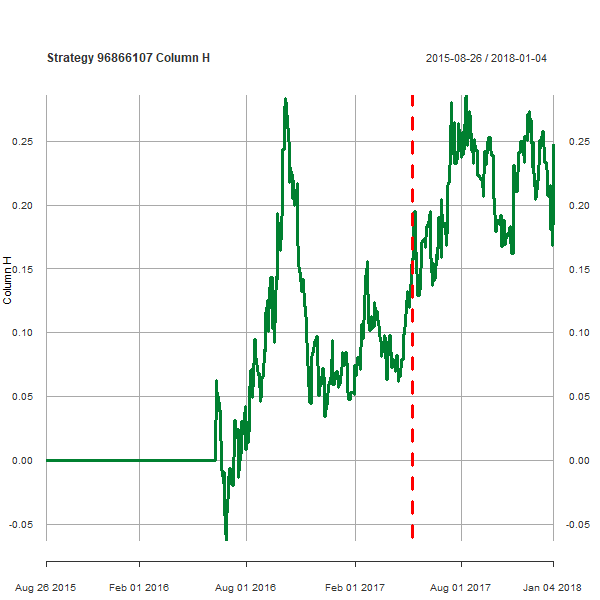 Strategy 96866107 Column H
2015-08-26 / 2018-01-04
0.25
0.25
0.20
0.20
0.15
0.15
Column H
0.10
0.10
0.05
0.05
0.00
0.00
-0.05
-0.05
Aug 26 2015
Feb 01 2016
Aug 01 2016
Feb 01 2017
Aug 01 2017
Jan 04 2018